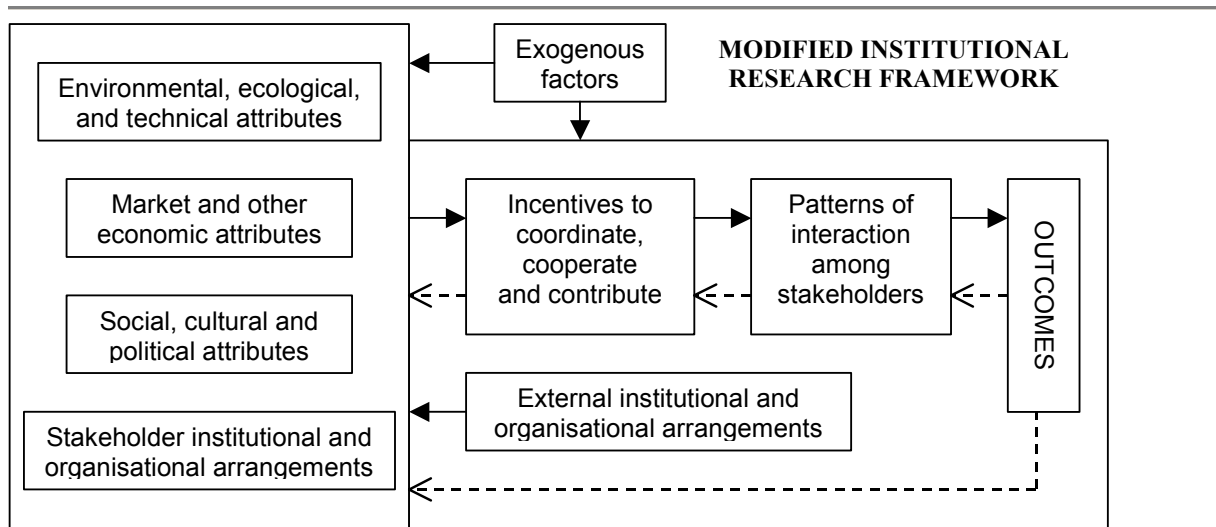 Exogenous
factors
MODIFIED INSTITUTIONAL
RESEARCH FRAMEWORK
Environmental, ecological,
and technical attributes
Market and other
economic attributes
Social, cultural and
political attributes
Stakeholder institutional and
organisational arrangements
Incentives to
coordinate,
cooperate
and contribute
Patterns of
interaction
among
stakeholders
OUTCOMES
External institutional and
organisational arrangements